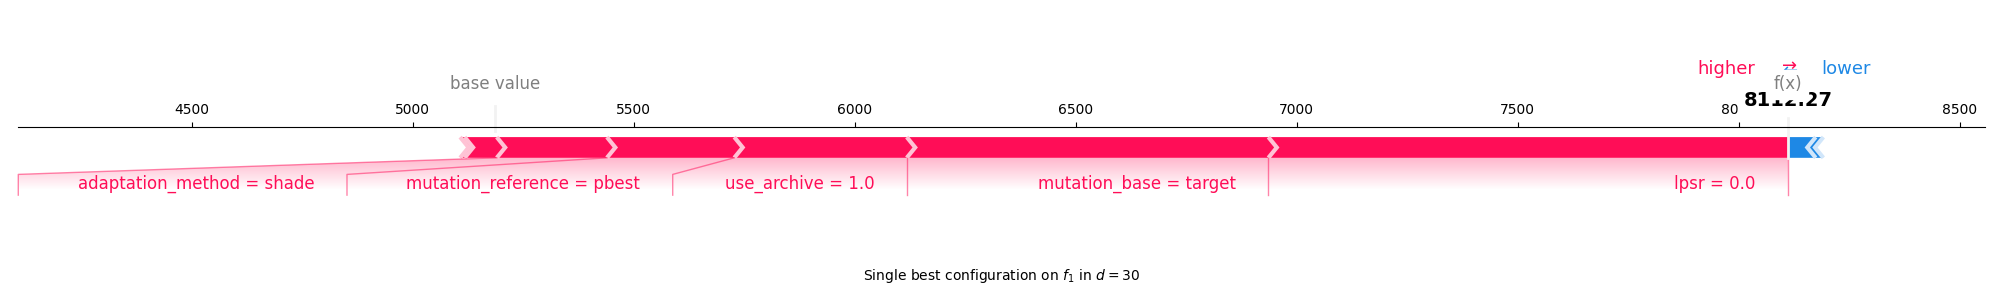 higher ⇄ lower
base value f(x)
4500 5000 5500 6000 6500 7000 7500 80 8112.27 8500
adaptation_method = shade mutation_reference = pbest use_archive = 1.0 mutation_base = target lpsr = 0.0
Single best configuration on f₁ in d = 30